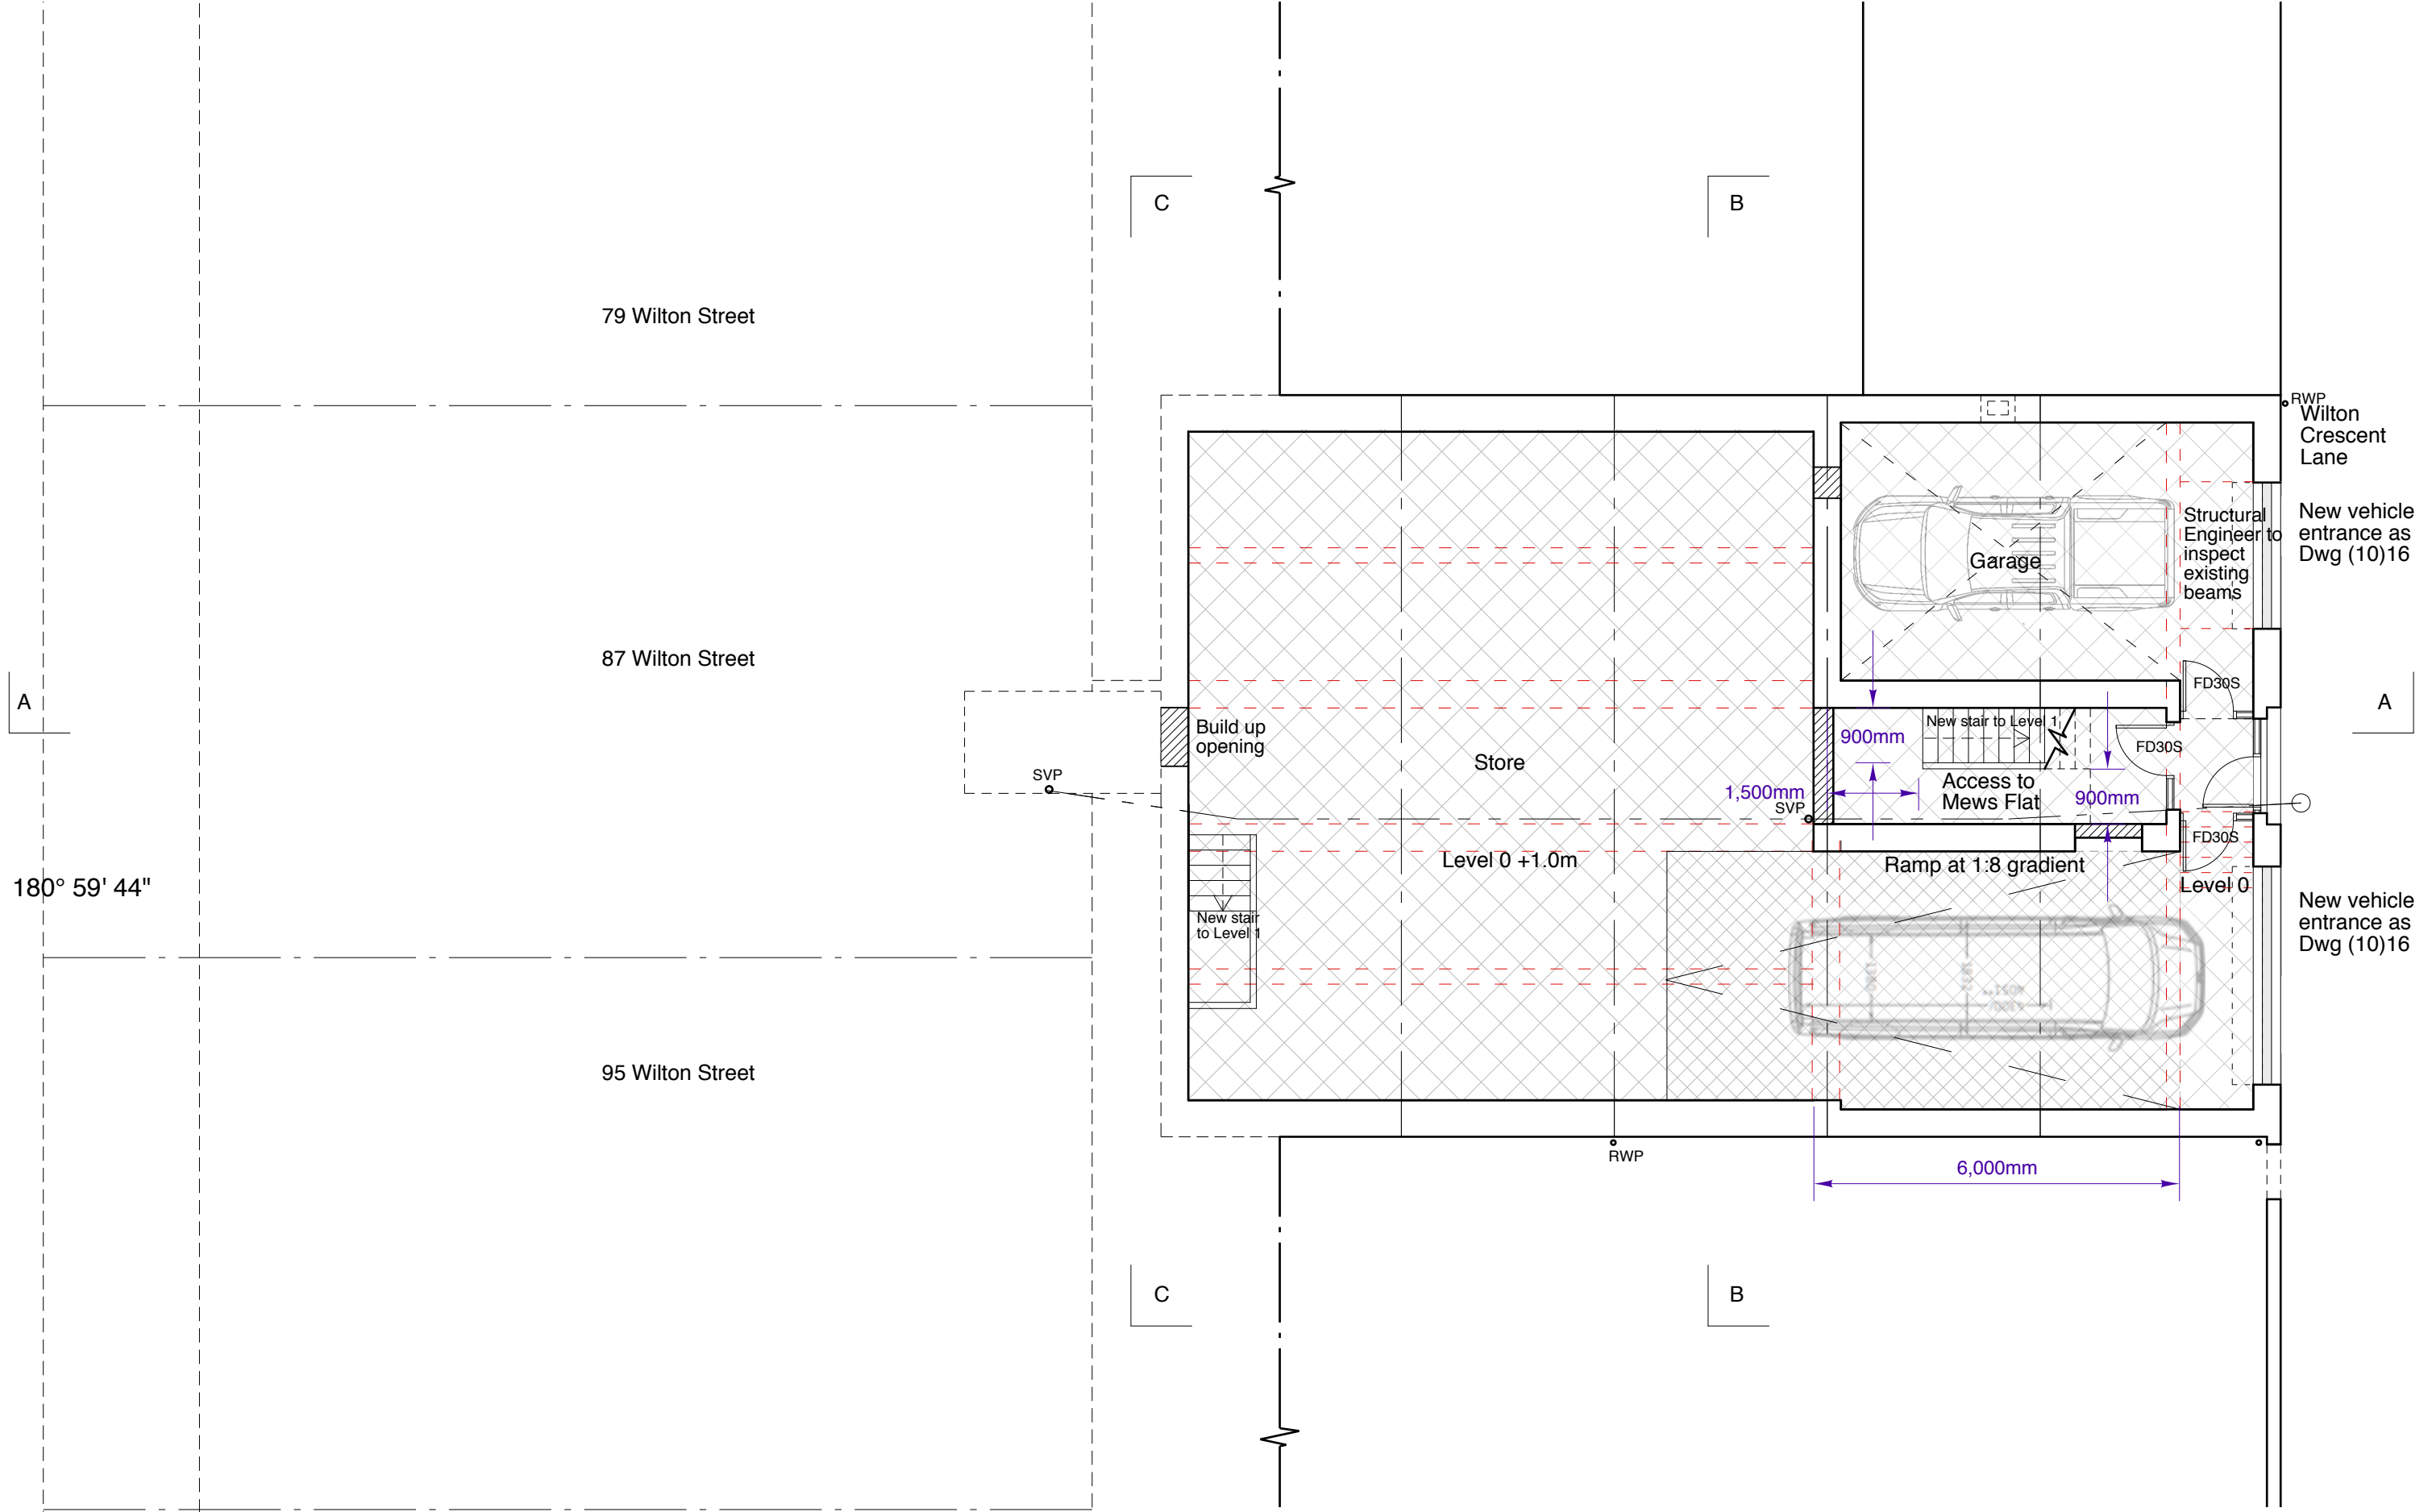 C
B
79 Wilton Street
RWP
Wilton
Crescent
Lane
New vehicle
entrance as
Dwg (10)16
Structural
Engineer to
inspect
existing
beams
Garage
87 Wilton Street
A
A
FD30S
New stair to Level 1
Build up
opening
900mm
FD30S
Store
SVP
Access to
Mews Flat
1,500mm
900mm
SVP
FD30S
Level 0 +1.0m
Ramp at 1:8 gradient
180° 59' 44"
Level 0
New vehicle
entrance as
Dwg (10)16
New stair
to Level 1
95 Wilton Street
RWP
6,000mm
C
B